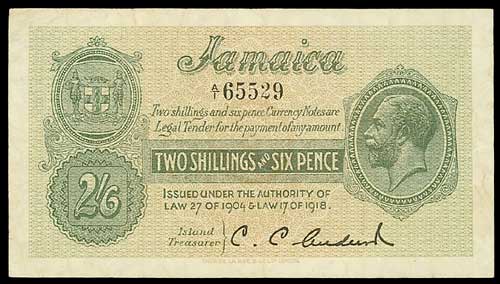 Jamaica
A/1 65529
Two shillings and sixpence Currency Notes are
Legal Tender for the payment of any amount.
TWO SHILLINGS AND SIX PENCE
2/6
ISSUED UNDER THE AUTHORITY OF
LAW 27 OF 1904 & LAW 17 OF 1918.
Island
Treasurer